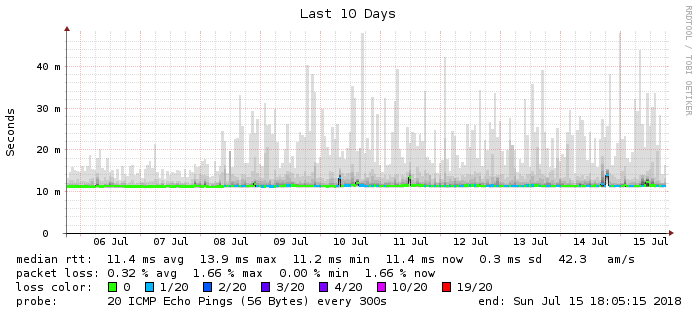 Last 10 Days
RRDTOOL / TOBI OETIKER
Seconds
40 m
30 m
20 m
10 m
0
06 Jul 07 Jul 08 Jul 09 Jul 10 Jul 11 Jul 12 Jul 13 Jul 14 Jul 15 Jul
median rtt: 11.4 ms avg 13.9 ms max 11.2 ms min 11.4 ms now 0.3 ms sd 42.3 am/s
packet loss: 0.32 % avg 1.66 % max 0.00 % min 1.66 % now
loss color: 0 1/20 2/20 3/20 4/20 10/20 19/20
probe: 20 ICMP Echo Pings (56 Bytes) every 300s end: Sun Jul 15 18:05:15 2018